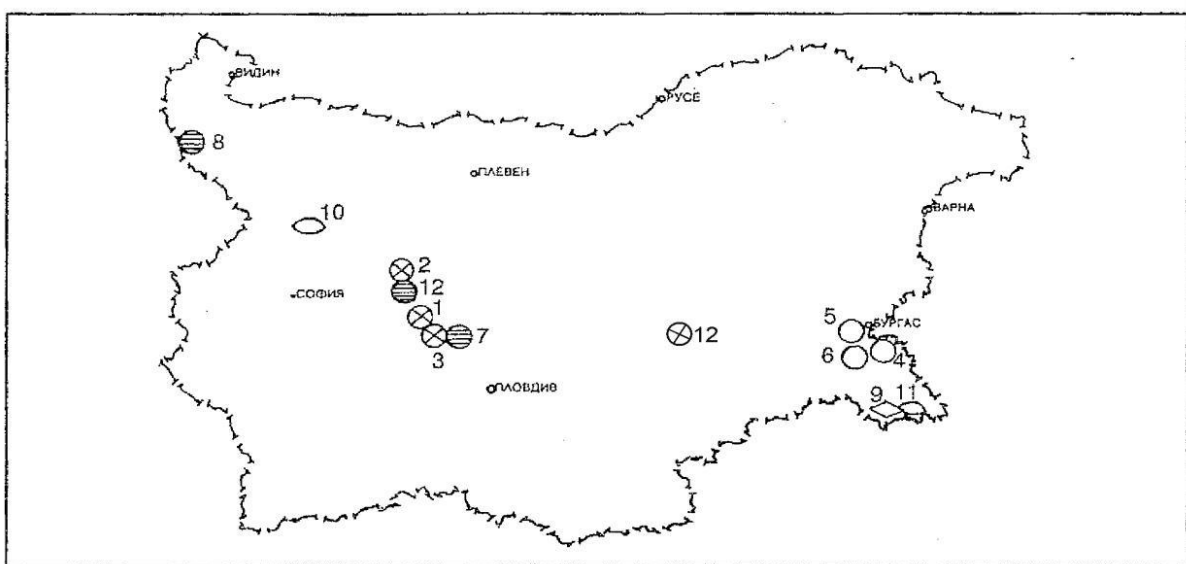 ВИДИН
РУСЕ
8
ПЛЕВЕН
10
ВАРНА
2
12
СОФИЯ
1
3
7
12
5
БУРГАС
6
4
ПЛОВДИВ
9
11